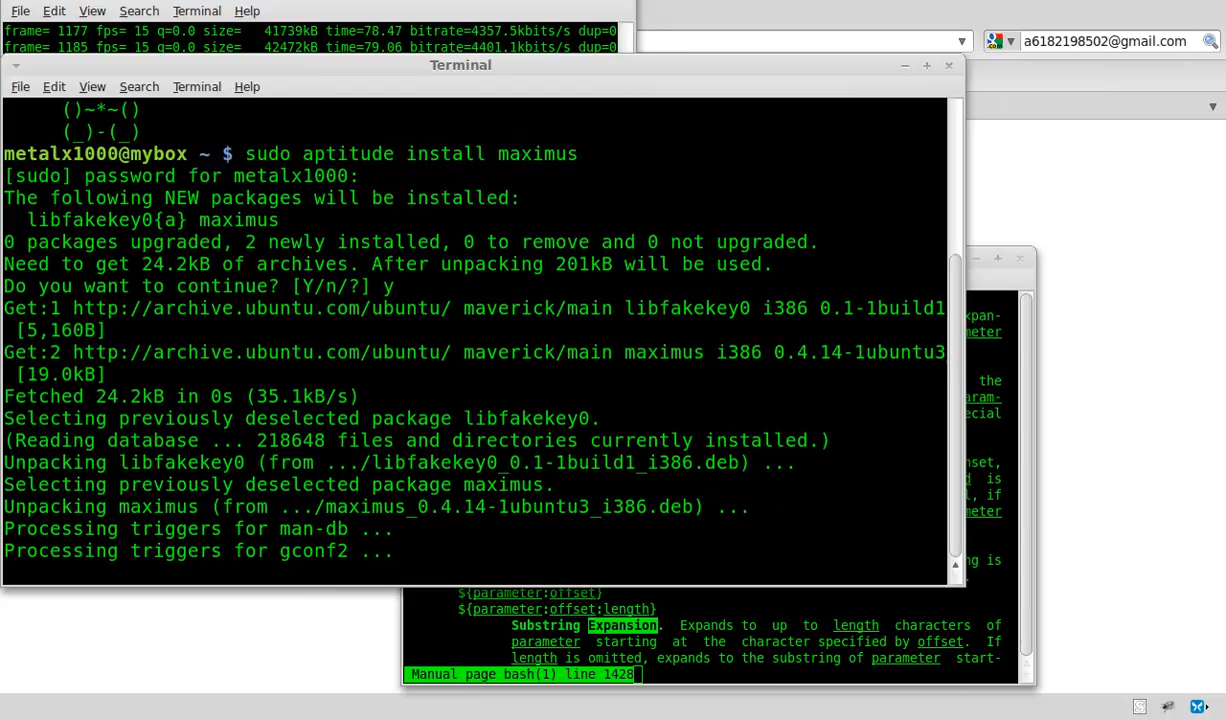 File Edit View Search Terminal Help
frame= 1177 fps= 15 q=0.0 size=   41739kB time=78.47 bitrate=4357.5kbits/s dup=0
frame= 1185 fps= 15 q=0.0 size=   42472kB time=79.06 bitrate=4401.1kbits/s dup=0
a6182198502@gmail.com
Terminal
File Edit View Search Terminal Help
()~*~()
(_)-(_)
metalx1000@mybox ~ $ sudo aptitude install maximus
[sudo] password for metalx1000:
The following NEW packages will be installed:
  libfakekey0{a} maximus
0 packages upgraded, 2 newly installed, 0 to remove and 0 not upgraded.
Need to get 24.2kB of archives. After unpacking 201kB will be used.
Do you want to continue? [Y/n/?] y
Get:1 http://archive.ubuntu.com/ubuntu/ maverick/main libfakekey0 i386 0.1-1build1
 [5,160B]
Get:2 http://archive.ubuntu.com/ubuntu/ maverick/main maximus i386 0.4.14-1ubuntu3
 [19.0kB]
Fetched 24.2kB in 0s (35.1kB/s)
Selecting previously deselected package libfakekey0.
(Reading database ... 218648 files and directories currently installed.)
Unpacking libfakekey0 (from .../libfakekey0_0.1-1build1_i386.deb) ...
Selecting previously deselected package maximus.
Unpacking maximus (from .../maximus_0.4.14-1ubuntu3_i386.deb) ...
Processing triggers for man-db ...
Processing triggers for gconf2 ...
xpan-
meter
the
aram-
ecial
nset,
d is
l, if
meter
ng is
${parameter:offset}
${parameter:offset:length}
Substring Expansion. Expands to up to length characters of
parameter starting at the character specified by offset. If
length is omitted, expands to the substring of parameter start-
Manual page bash(1) line 1428